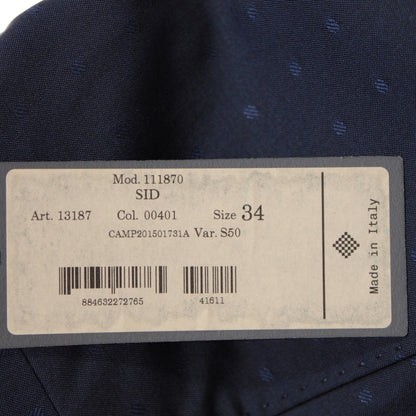 Mod. 111870
SID
Art. 13187 Col. 00401 Size 34
CAMP201501731A Var. S50
884632272765 41611
Made in Italy